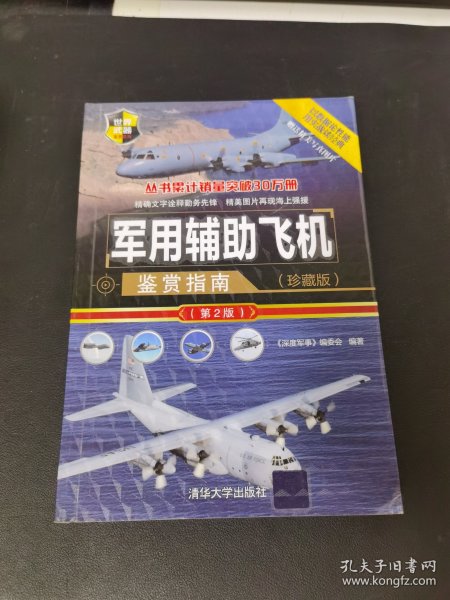 世界
武器
丛书累计销量突破30万册
精确文字诠释勤务先锋 精美图片再现海上强援
军用辅助飞机
鉴赏指南
(珍藏版)
(第2版)
《深度军事》编委会 编著
清华大学出版社
孔夫子旧书网
www.kongfz.com